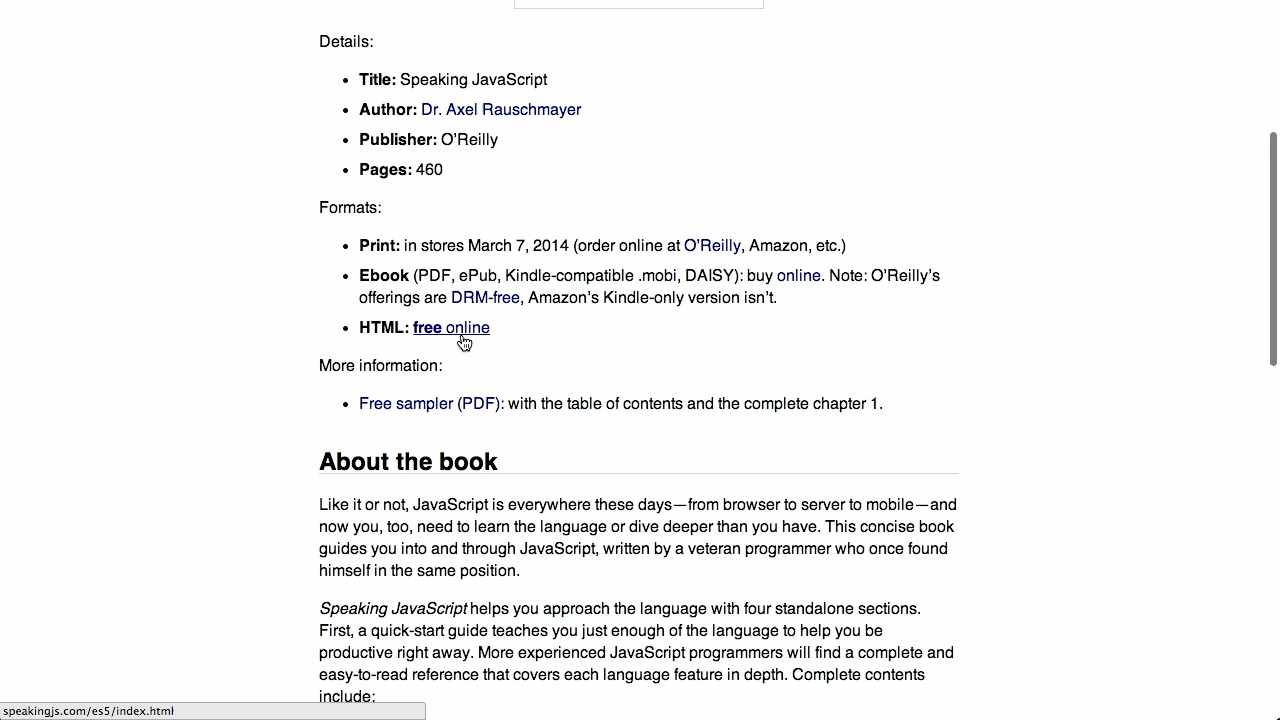 Details:
• Title: Speaking JavaScript
• Author: Dr. Axel Rauschmayer
• Publisher: O’Reilly
• Pages: 460
Formats:
• Print: in stores March 7, 2014 (order online at O’Reilly, Amazon, etc.)
• Ebook (PDF, ePub, Kindle-compatible .mobi, DAISY): buy online. Note: O’Reilly’s
offerings are DRM-free, Amazon’s Kindle-only version isn’t.
• HTML: free online
More information:
• Free sampler (PDF): with the table of contents and the complete chapter 1.
About the book
Like it or not, JavaScript is everywhere these days—from browser to server to mobile—and
now you, too, need to learn the language or dive deeper than you have. This concise book
guides you into and through JavaScript, written by a veteran programmer who once found
himself in the same position.
Speaking JavaScript helps you approach the language with four standalone sections.
First, a quick-start guide teaches you just enough of the language to help you be
productive right away. More experienced JavaScript programmers will find a complete and
easy-to-read reference that covers each language feature in depth. Complete contents
include:
speakingjs.com/es5/index.html